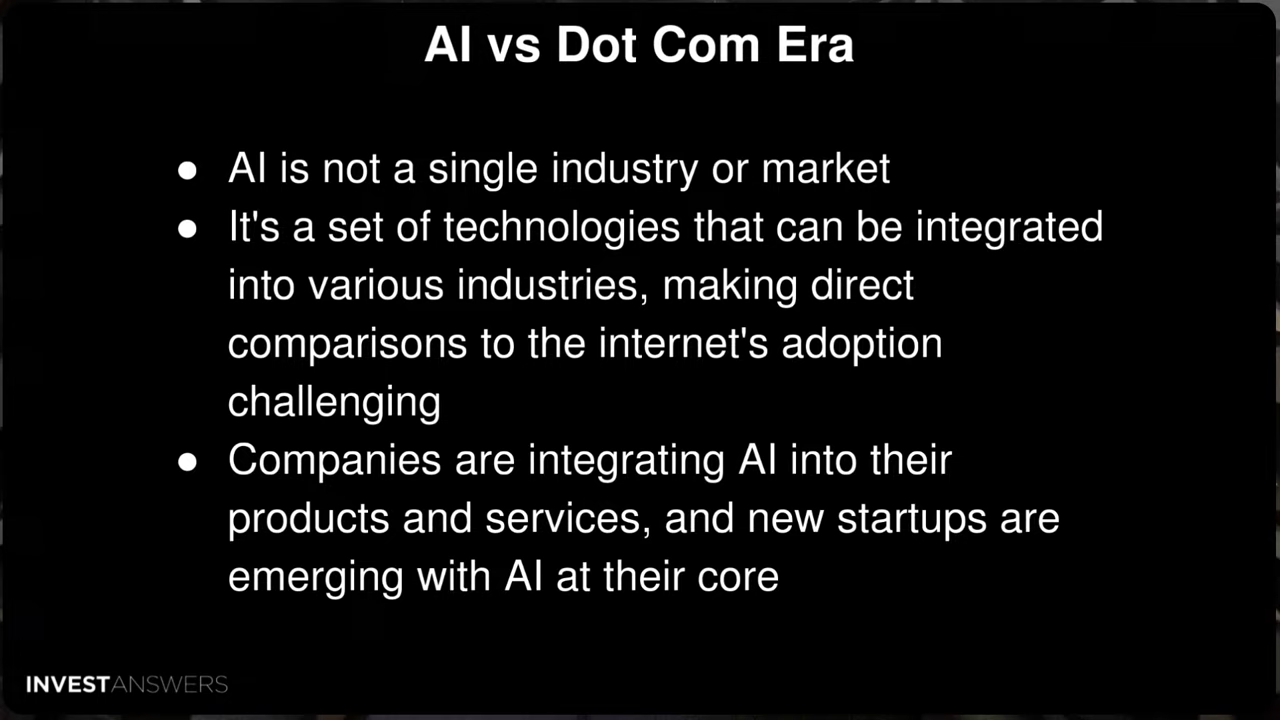 AI vs Dot Com Era
● AI is not a single industry or market
● It's a set of technologies that can be integrated
into various industries, making direct
comparisons to the internet's adoption
challenging
● Companies are integrating AI into their
products and services, and new startups are
emerging with AI at their core
INVESTANSWERS